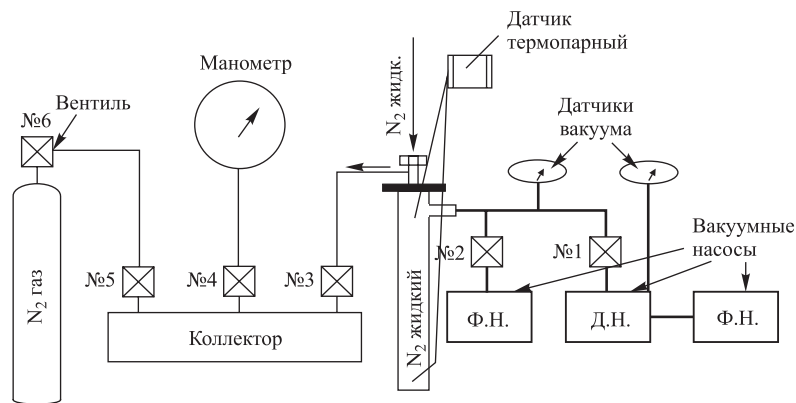 Датчик
термопарный
Манометр
N₂ жидк.
Датчики
вакуума
Вентиль
№6
Вакуумные
насосы
№5
№4
№3
№2
№1
N₂ газ
N₂ жидкий
Коллектор
Ф.Н.
Д.Н.
Ф.Н.